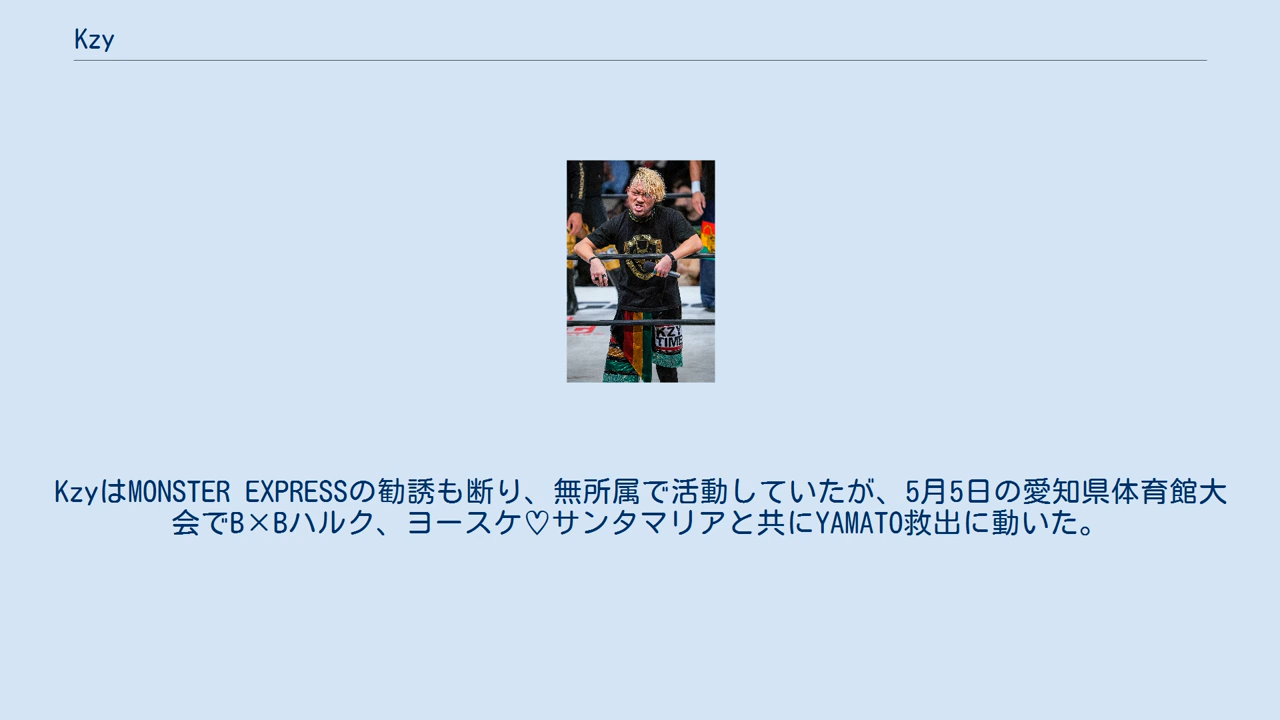 Kzy
KZY
TIME
KzyはMONSTER EXPRESSの勧誘も断り、無所属で活動していたが、5月5日の愛知県体育館大
会でB×Bハルク、ヨースケ♡サンタマリアと共にYAMATO救出に動いた。